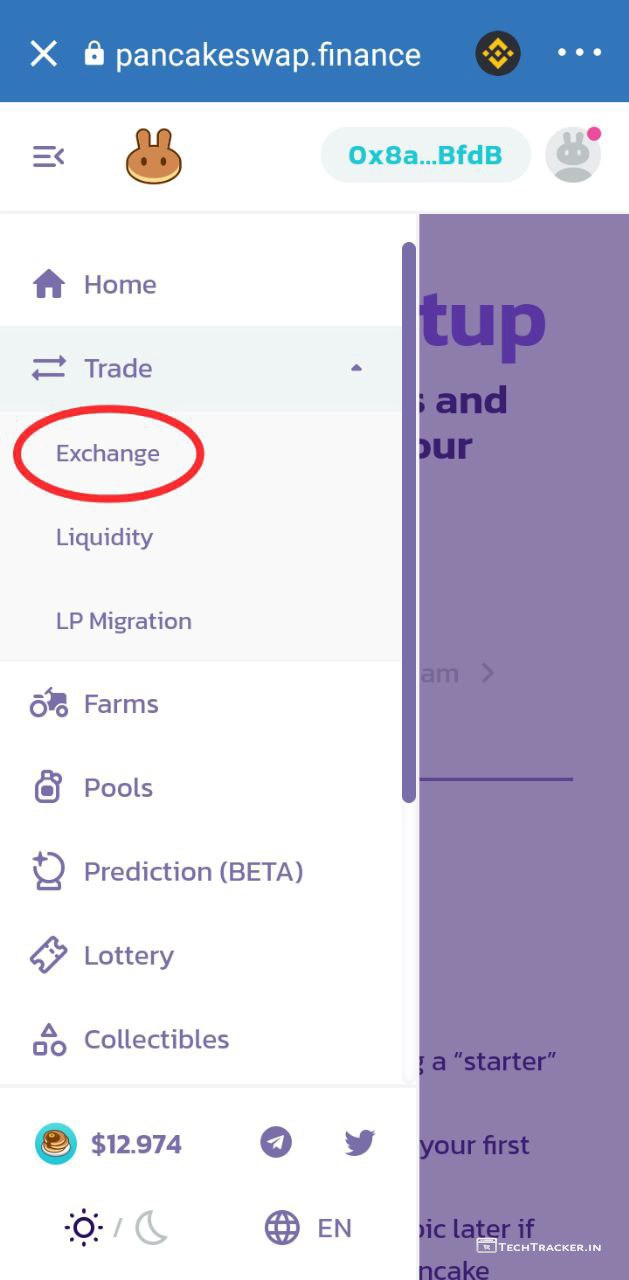 pancakeswap.finance
0x8a...BfdB
Home
Trade
Exchange
Liquidity
LP Migration
Farms
Pools
Prediction (BETA)
Lottery
Collectibles
$12.974
/
EN
tup
s and
our
am
g a “starter”
your first
pic later if
ncake
TECHTRACKER.IN